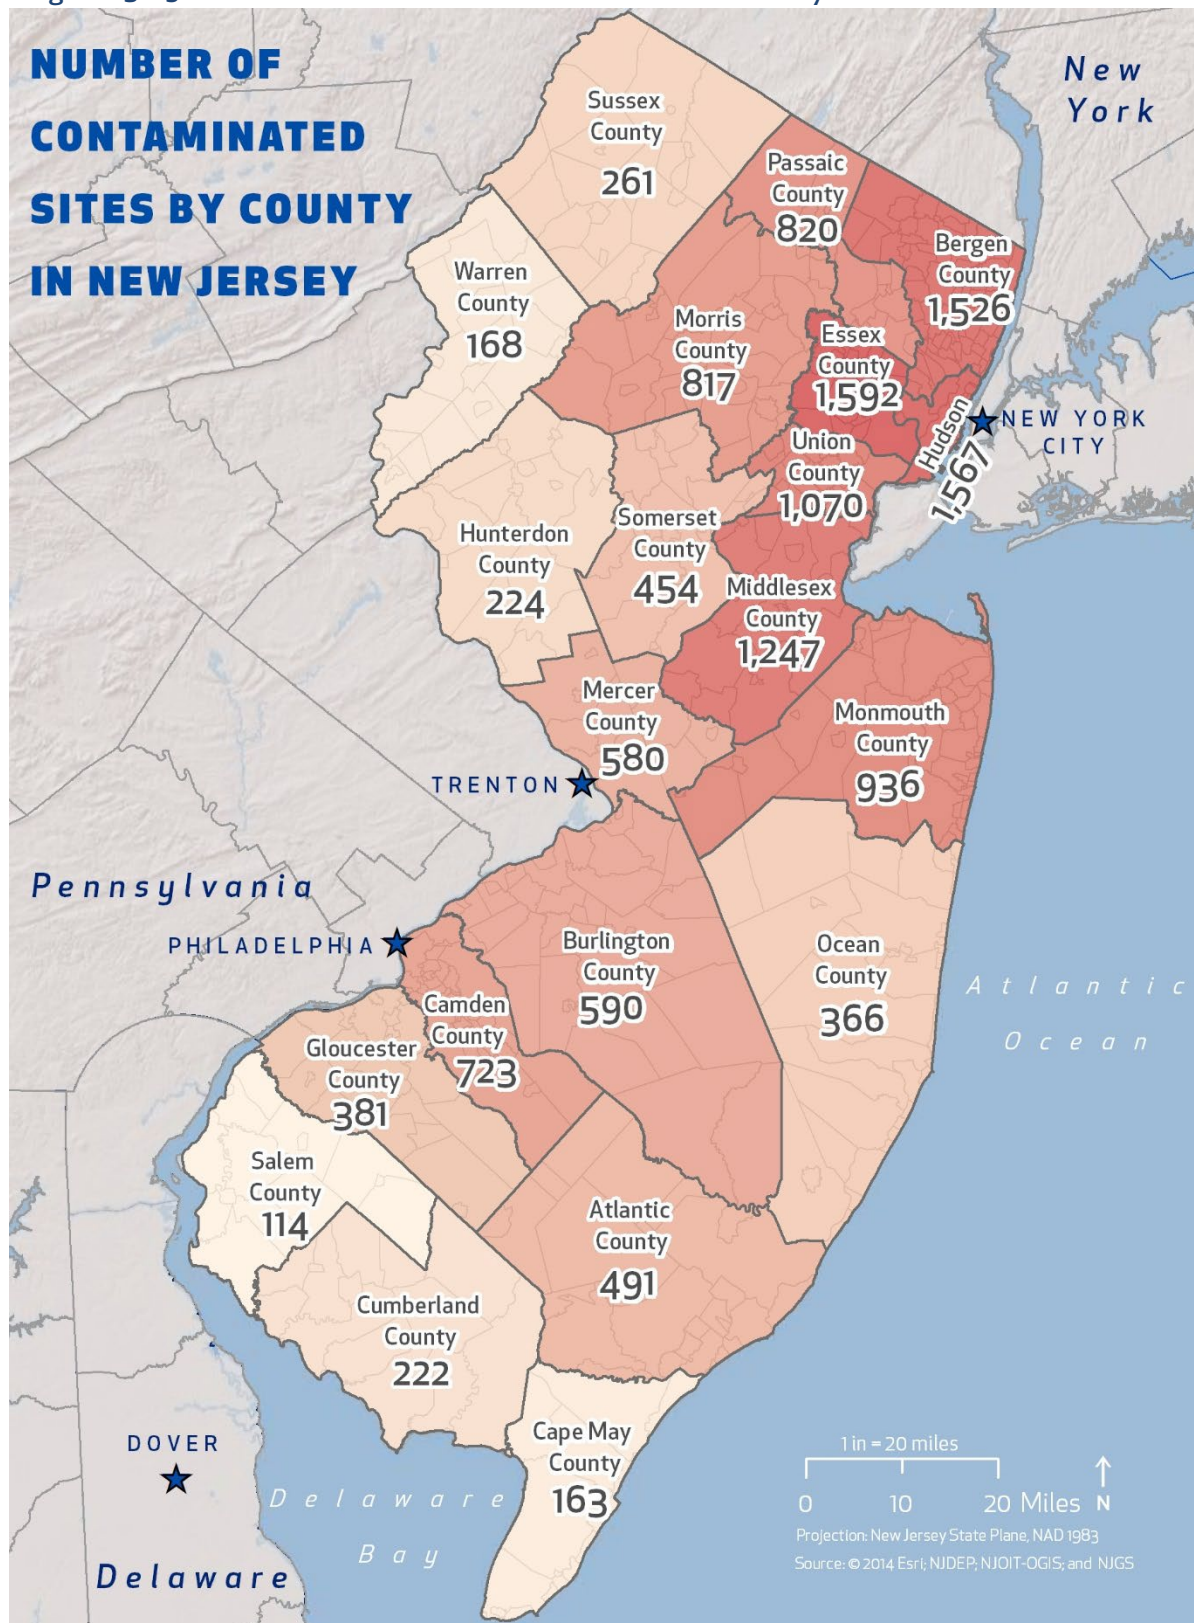 NUMBER OF
CONTAMINATED
SITES BY COUNTY
IN NEW JERSEY
New
York
Sussex
County
261
Passaic
County
820
Bergen
County
1,526
Warren
County
168
Morris
County
817
Essex
County
1,592
Hudson
1,567
NEW YORK
CITY
Union
County
1,070
Hunterdon
County
224
Somerset
County
454
Middlesex
County
1,247
Mercer
County
580
Monmouth
County
936
TRENTON
Pennsylvania
PHILADELPHIA
Burlington
County
590
Ocean
County
366
Atlantic
Ocean
Camden
County
723
Gloucester
County
381
Salem
County
114
Atlantic
County
491
Cumberland
County
222
Cape May
County
163
DOVER
Delaware
Bay
Delaware
1 in = 20 miles
0 10 20 Miles N
Projection: New Jersey State Plane, NAD 1983
Source: © 2014 Esri; NJDEP; NJOIT-OGIS; and NJGS